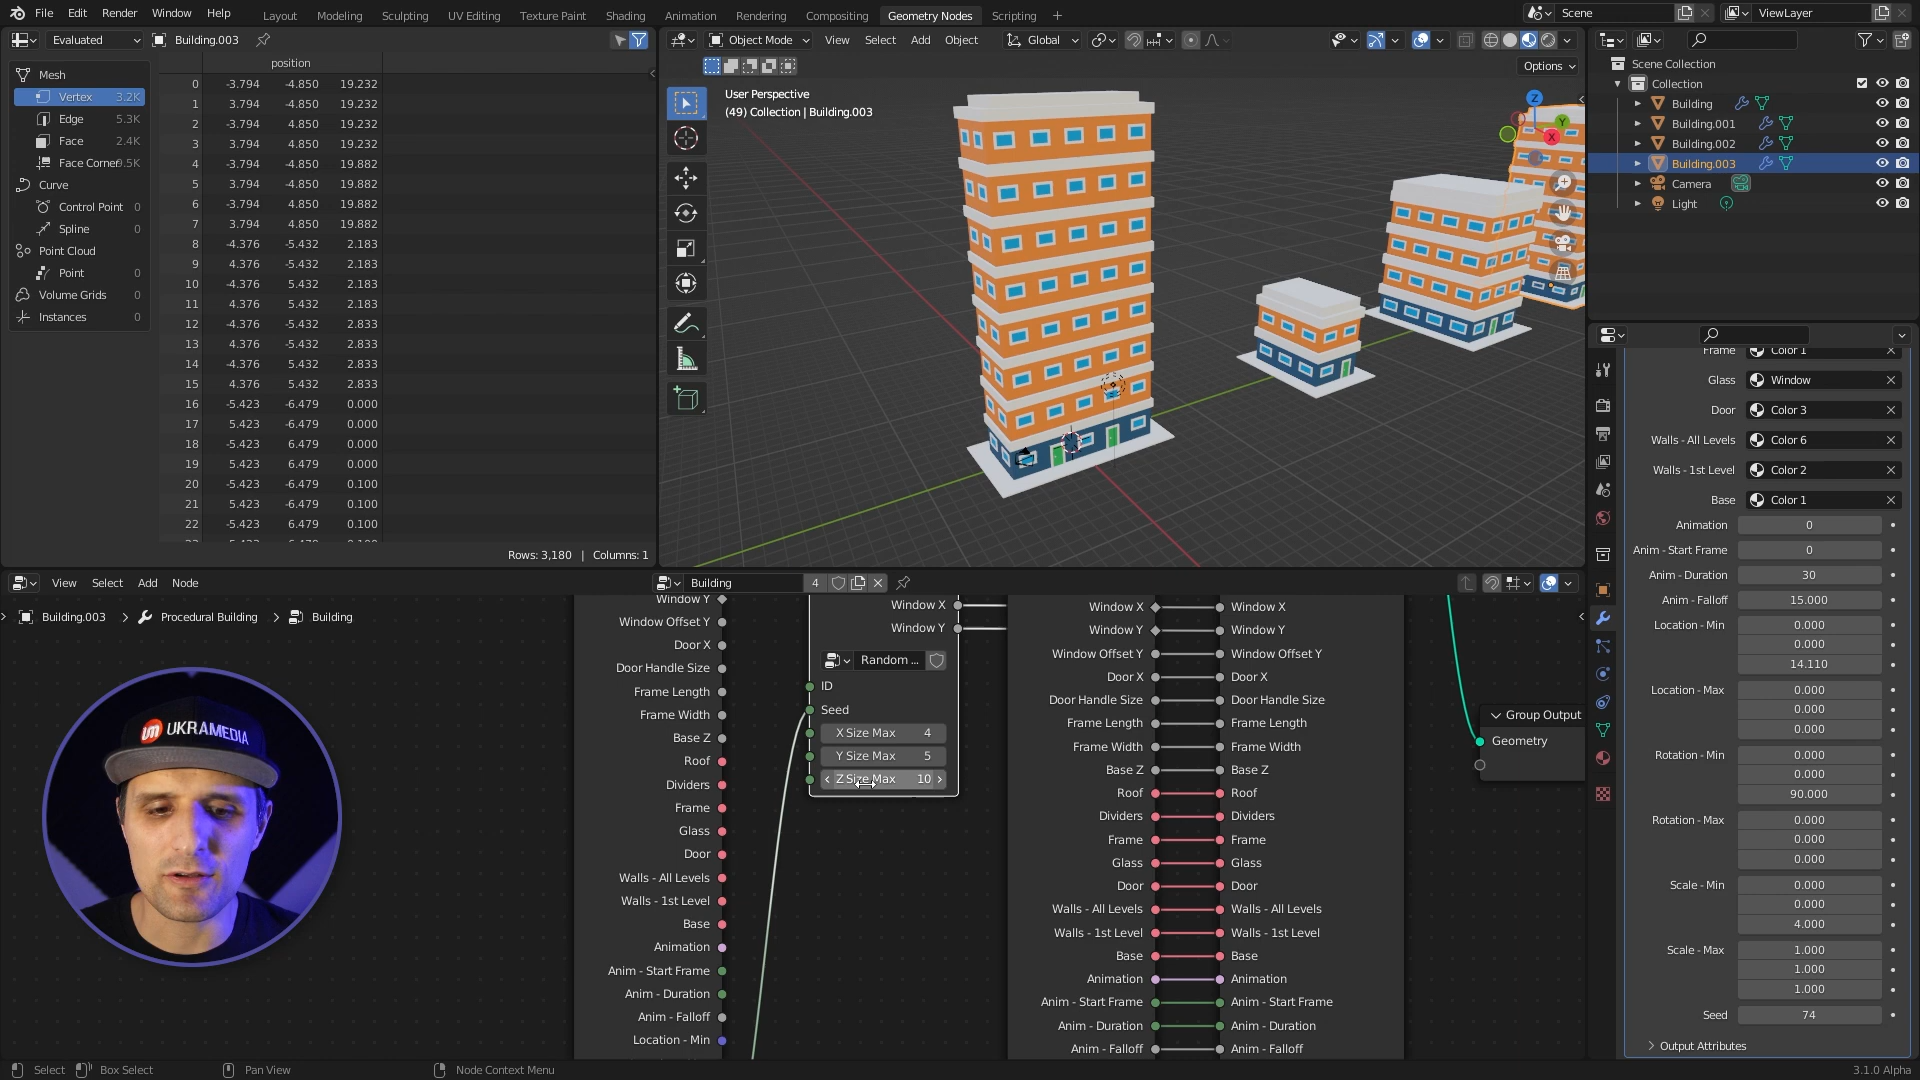 File Edit Render Window Help
Layout Modeling Sculpting UV Editing Texture Paint Shading Animation Rendering Compositing Geometry Nodes Scripting +
Scene
ViewLayer
Evaluated
Building.003
position
Mesh
Vertex 3.2K
Edge 5.3K
Face 2.4K
Face Corner 9.5K
Curve
Control Point 0
Spline 0
Point Cloud
Point 0
Volume Grids 0
Instances 0
0 -3.794 -4.850 19.232
1 3.794 -4.850 19.232
2 -3.794 4.850 19.232
3 3.794 4.850 19.232
4 -3.794 -4.850 19.882
5 3.794 -4.850 19.882
6 -3.794 4.850 19.882
7 3.794 4.850 19.882
8 -4.376 -5.432 2.183
9 4.376 -5.432 2.183
10 -4.376 5.432 2.183
11 4.376 5.432 2.183
12 -4.376 -5.432 2.833
13 4.376 -5.432 2.833
14 -4.376 5.432 2.833
15 4.376 5.432 2.833
16 -5.423 -6.479 0.000
17 5.423 -6.479 0.000
18 -5.423 6.479 0.000
19 5.423 6.479 0.000
20 -5.423 -6.479 0.100
21 5.423 -6.479 0.100
22 -5.423 6.479 0.100
Rows: 3,180 | Columns: 1
Object Mode View Select Add Object Global
Options
User Perspective
(49) Collection | Building.003
Z
Y
X
Scene Collection
Collection
Building
Building.001
Building.002
Building.003
Camera
Light
Frame Color 1
Glass Window
Door Color 3
Walls - All Levels Color 6
Walls - 1st Level Color 2
Base Color 1
Animation 0
Anim - Start Frame 0
Anim - Duration 30
Anim - Falloff 15.000
Location - Min 0.000
0.000
14.110
Location - Max 0.000
0.000
0.000
Rotation - Min 0.000
0.000
90.000
Rotation - Max 0.000
0.000
0.000
Scale - Min 0.000
0.000
4.000
Scale - Max 1.000
1.000
1.000
Seed 74
Output Attributes
View Select Add Node
Building 4
Building.003 > Procedural Building > Building
UKRAMEDIA
Window Y
Window Offset Y
Door X
Door Handle Size
Frame Length
Frame Width
Base Z
Roof
Dividers
Frame
Glass
Door
Walls - All Levels
Walls - 1st Level
Base
Animation
Anim - Start Frame
Anim - Duration
Anim - Falloff
Location - Min
Window X
Window Y
Random ...
ID
Seed
X Size Max 4
Y Size Max 5
Z Size Max 10
Window X Window X
Window Y Window Y
Window Offset Y Window Offset Y
Door X Door X
Door Handle Size Door Handle Size
Frame Length Frame Length
Frame Width Frame Width
Base Z Base Z
Roof Roof
Dividers Dividers
Frame Frame
Glass Glass
Door Door
Walls - All Levels Walls - All Levels
Walls - 1st Level Walls - 1st Level
Base Base
Animation Animation
Anim - Start Frame Anim - Start Frame
Anim - Duration Anim - Duration
Anim - Falloff Anim - Falloff
Group Output
Geometry
Select Box Select Pan View Node Context Menu
3.1.0 Alpha